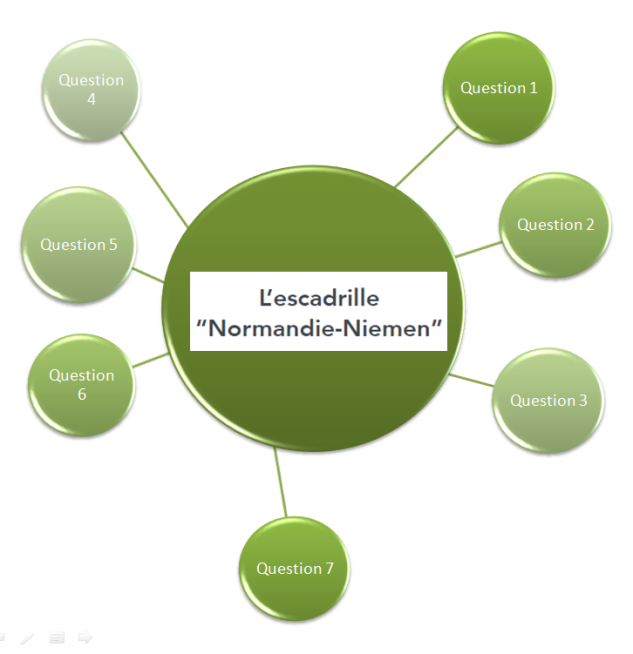 L'escadrille
"Normandie-Niemen"
Question 1
Question 2
Question 3
Question
4
Question 5
Question
6
Question 7